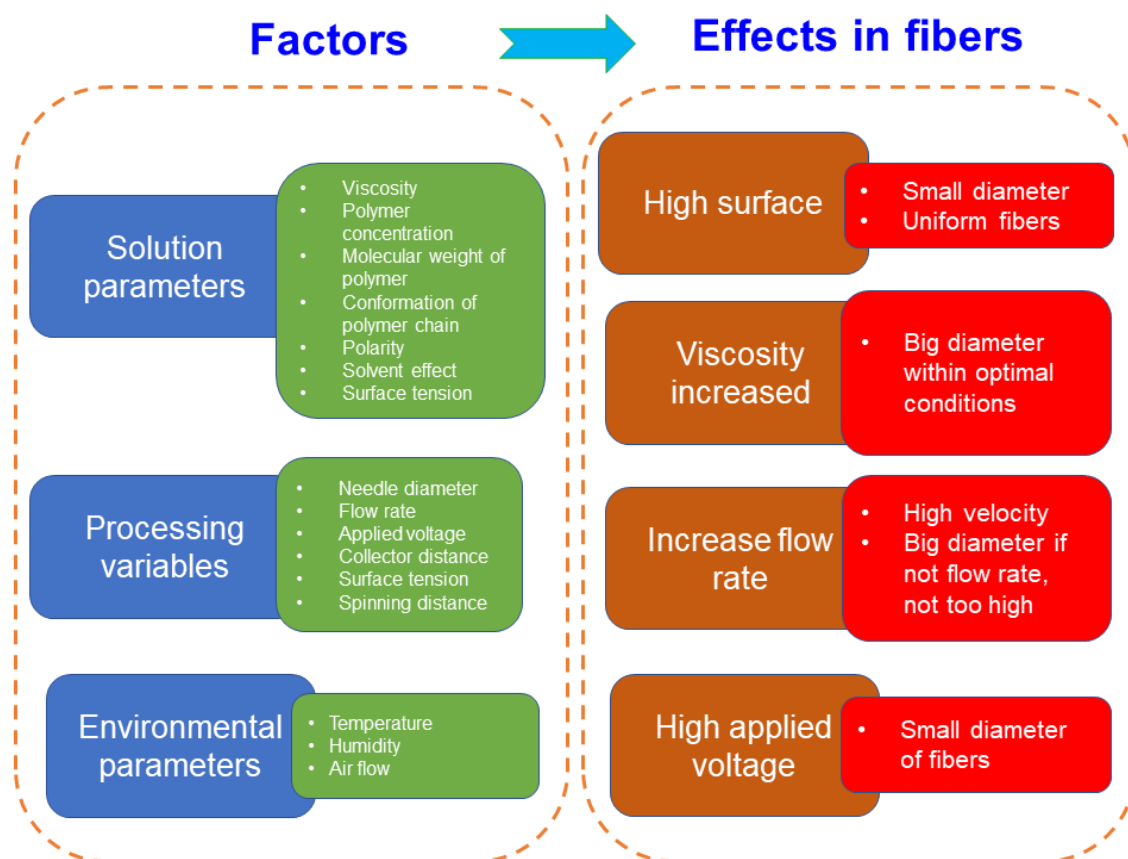 Factors
Effects in fibers
Solution
parameters
• Viscosity
• Polymer
concentration
• Molecular weight of
polymer
• Conformation of
polymer chain
• Polarity
• Solvent effect
• Surface tension
Processing
variables
• Needle diameter
• Flow rate
• Applied voltage
• Collector distance
• Surface tension
• Spinning distance
Environmental
parameters
• Temperature
• Humidity
• Air flow
High surface
• Small diameter
• Uniform fibers
Viscosity
increased
• Big diameter
within optimal
conditions
Increase flow
rate
• High velocity
• Big diameter if
not flow rate,
not too high
High applied
voltage
• Small diameter
of fibers